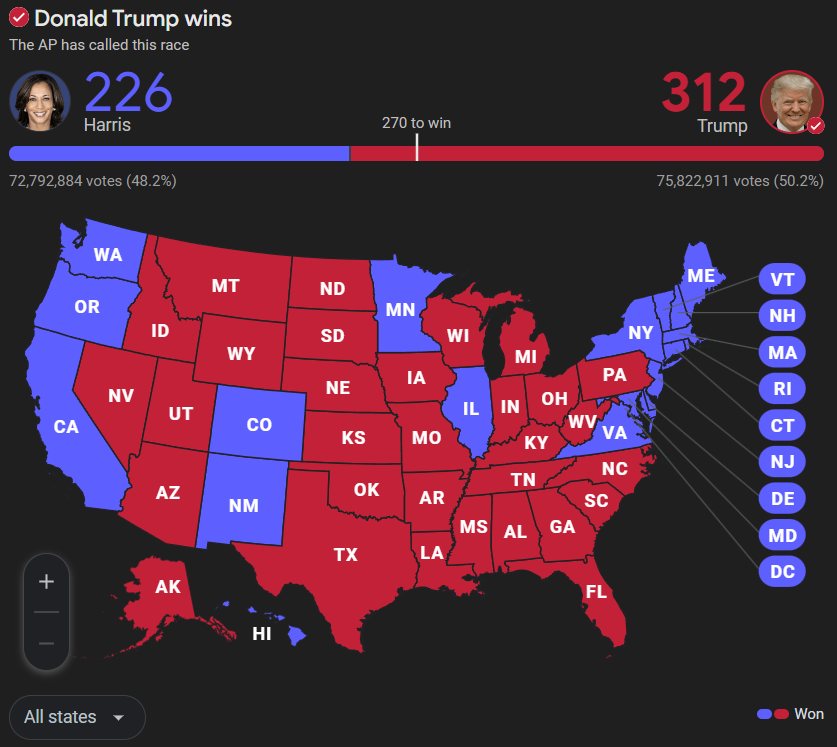 Donald Trump wins
The AP has called this race
226
312
Harris
270 to win
Trump
72,792,884 votes (48.2%)
75,822,911 votes (50.2%)
WA
MT
ND
MN
ME
VT
OR
ID
SD
WI
NY
NH
WY
MI
MA
NV
UT
NE
IA
PA
RI
CA
CO
KS
MO
IL
IN
OH
WV
VA
CT
KY
NJ
AZ
NM
OK
AR
TN
NC
SC
DE
MS
AL
GA
MD
TX
LA
DC
AK
FL
HI
+
−
All states
Won